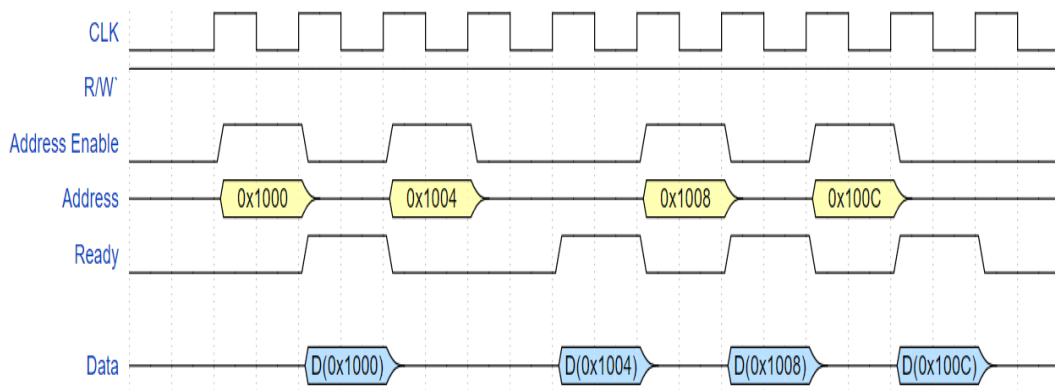 CLK
R/W`
Address Enable
Address 0x1000 0x1004 0x1008 0x100C
Ready
Data D(0x1000) D(0x1004) D(0x1008) D(0x100C)